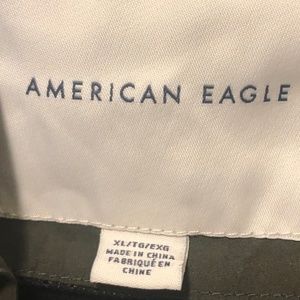 AMERICAN EAGLE
XL/TG/EXG
MADE IN CHINA
FABRIQUÉ EN
CHINE